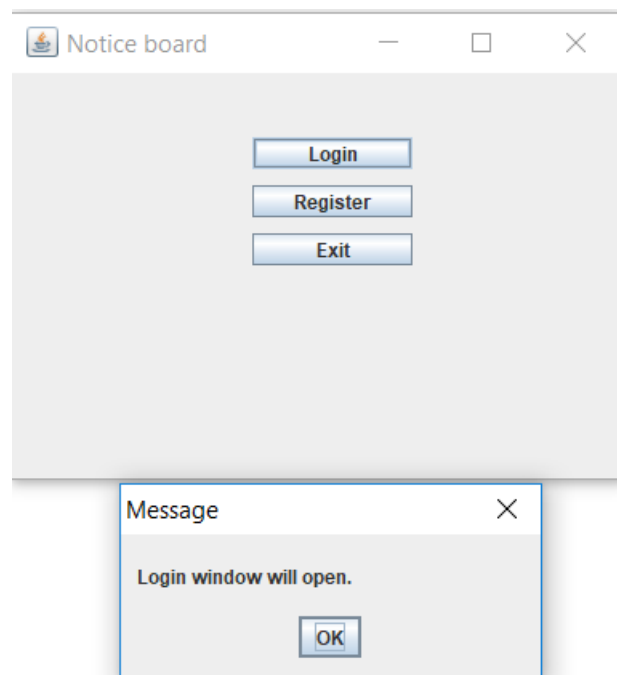 Notice board
Login
Register
Exit
Message
Login window will open.
OK